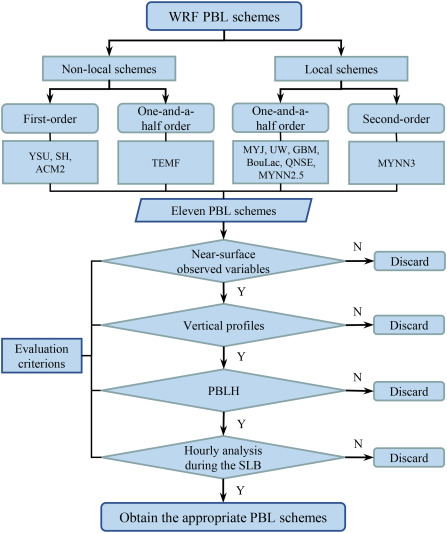 WRF PBL schemes
Non-local schemes
Local schemes
First-order
One-and-a-
half order
One-and-a-
half order
Second-order
YSU, SH,
ACM2
TEMF
MYJ, UW, GBM,
BouLac, QNSE,
MYNN2.5
MYNN3
Eleven PBL schemes
Near-surface
observed variables
N
Discard
Y
Vertical profiles
N
Discard
Evaluation
criterions
Y
PBLH
N
Discard
Y
Hourly analysis
during the SLB
N
Discard
Y
Obtain the appropriate PBL schemes